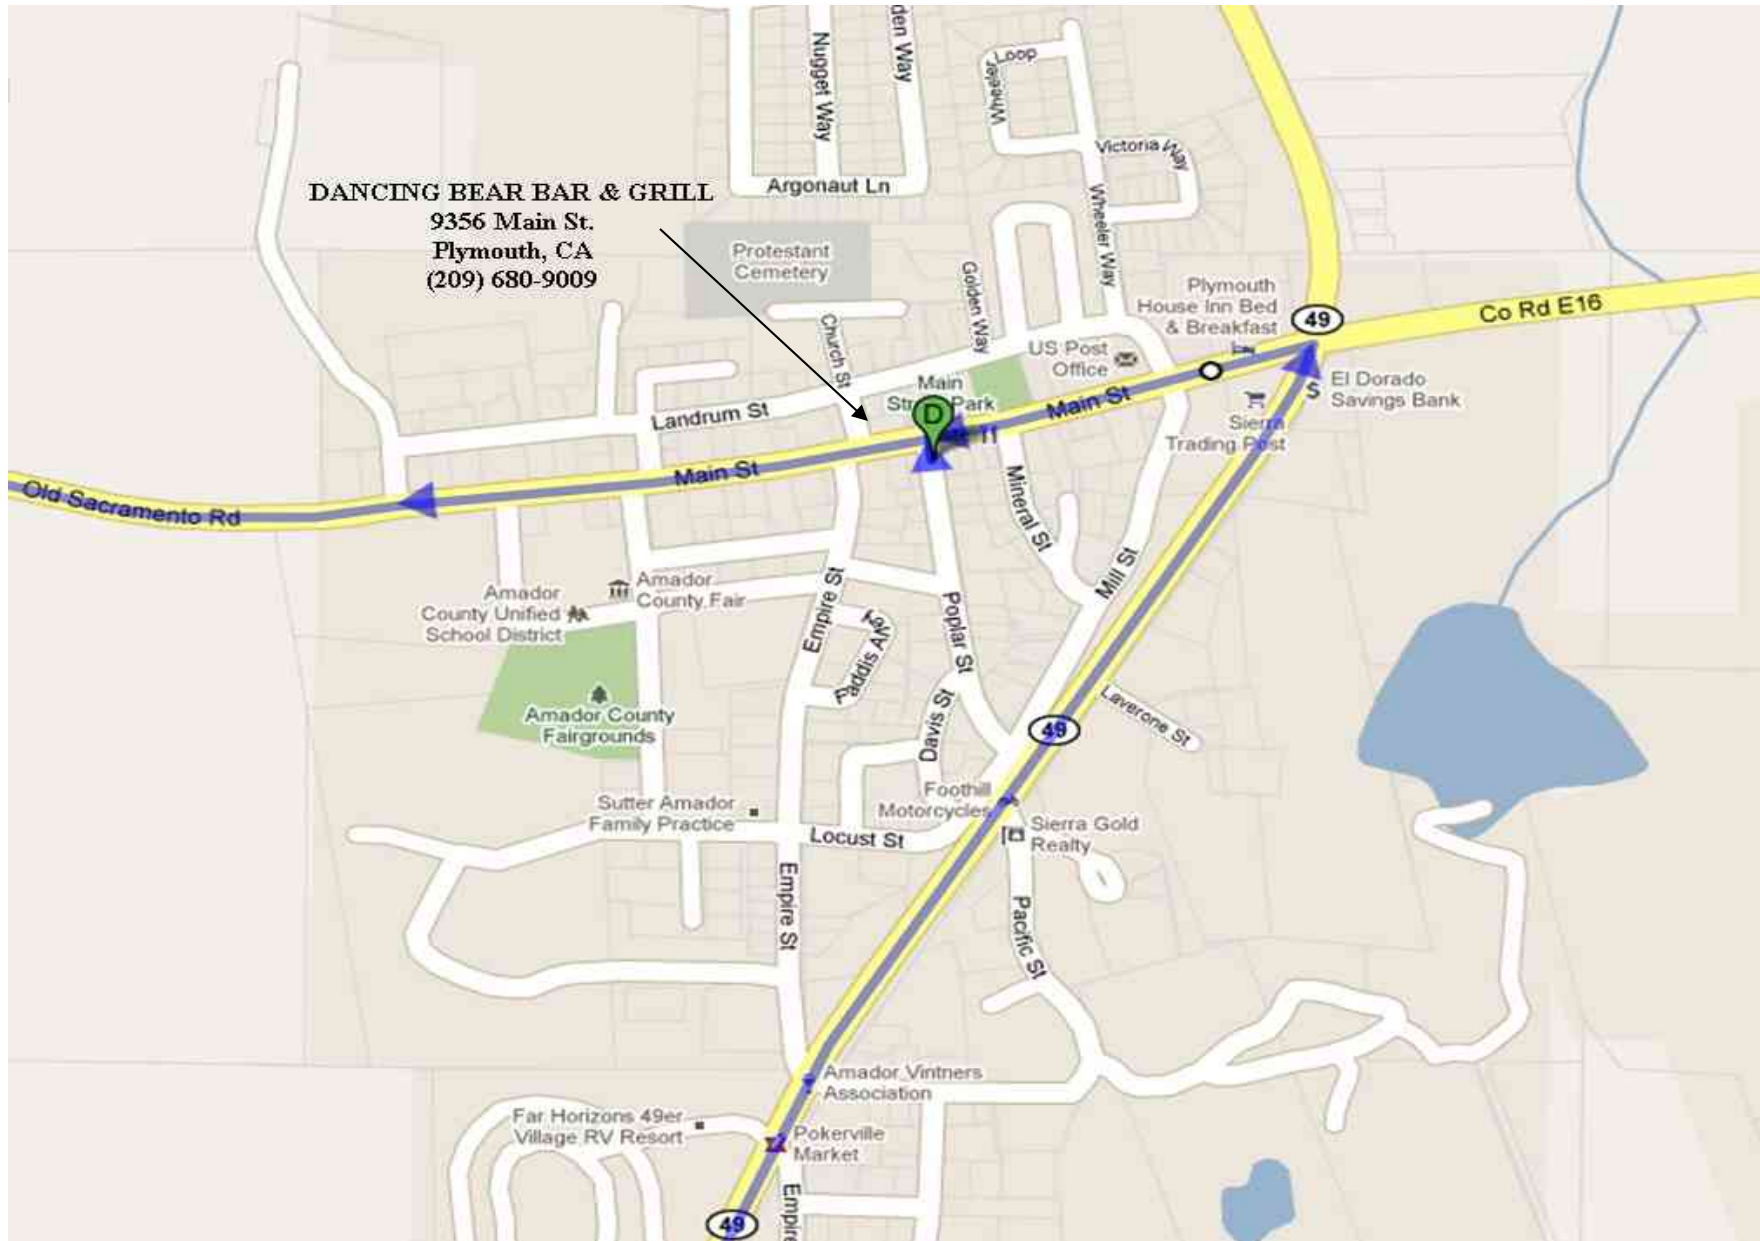 den Way
Nugget Way
Loop
Wheeler
Victoria Way
Argonaut Ln
Wheeler Way
DANCING BEAR BAR & GRILL
9356 Main St.
Plymouth, CA
(209) 680-9009
Protestant
Cemetery
Golden Way
Plymouth
House Inn Bed
& Breakfast
49
Co Rd E16
Church St
US Post
Office
Main
Park
D
Main St
S
El Dorado
Savings Bank
Landrum St
Sierra
Trading Post
Main St
Old Sacramento Rd
Mineral St
Mill St
Amador
County Unified
School District
Amador
County Fair
Empire St
Poplar St
Paddis Ave
Amador County
Fairgrounds
Davis St
Laverone St
49
Foothill
Motorcycles
Sutter Amador
Family Practice
Locust St
Sierra Gold
Realty
Empire St
Pacific St
Amador Vintners
Association
Far Horizons 49er
Village RV Resort
Pokerville
Market
Empire
49